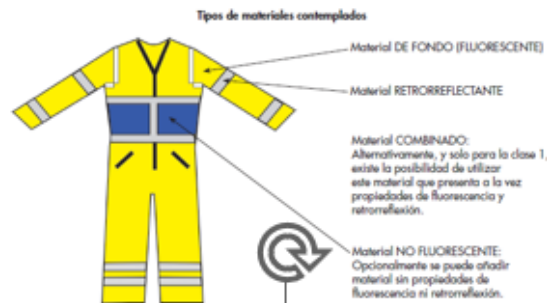 Tipos de materiales contemplados
Material DE FONDO (FLUORESCENTE)
Material RETRORREFLECTANTE
Material COMBINADO:
Alternativamente, y solo para la clase 1,
existe la posibilidad de utilizar
este material que presenta a la vez
propiedades de fluorescencia y
retrorreflexión.
Material NO FLUORESCENTE:
Opcionalmente se puede añadir
material sin propiedades de
fluorescencia ni retrorreflexión.